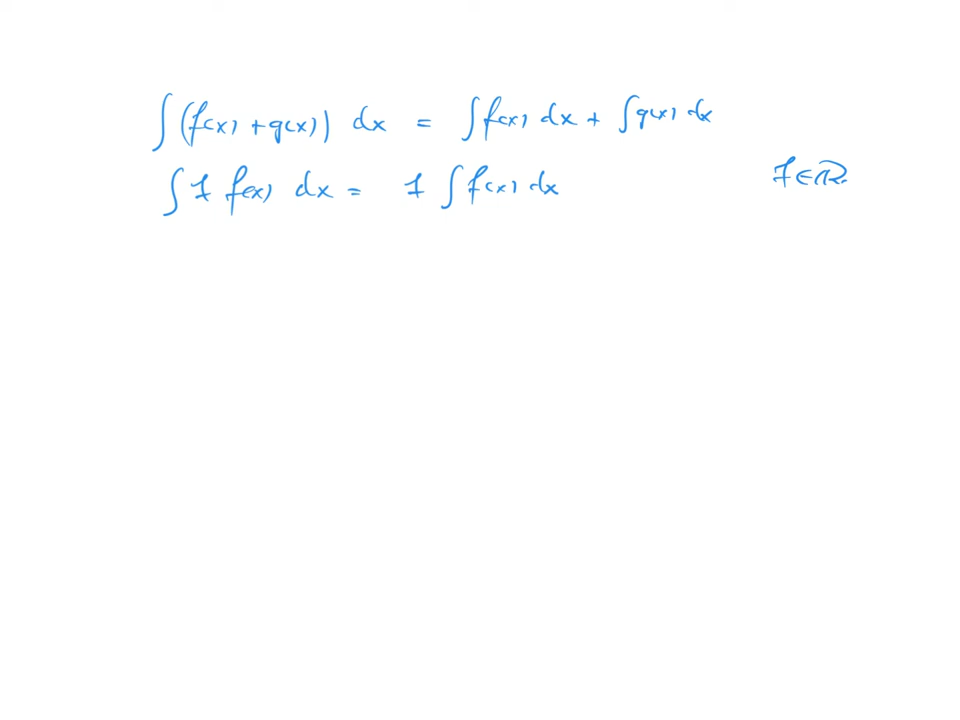 ∫(f(x) + g(x)) dx = ∫f(x) dx + ∫g(x) dx
∫ λ f(x) dx = λ ∫ f(x) dx λ ∈ ℝ.